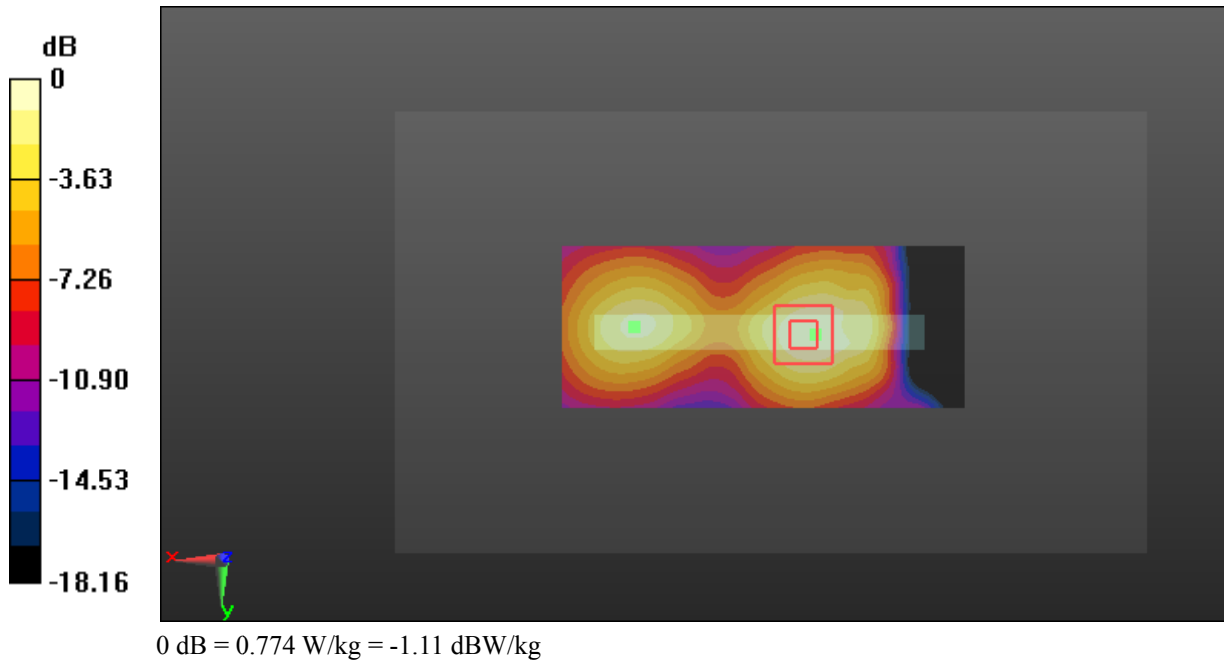 dB
0
-3.63
-7.26
-10.90
-14.53
-18.16
x
z
y
0 dB = 0.774 W/kg = -1.11 dBW/kg